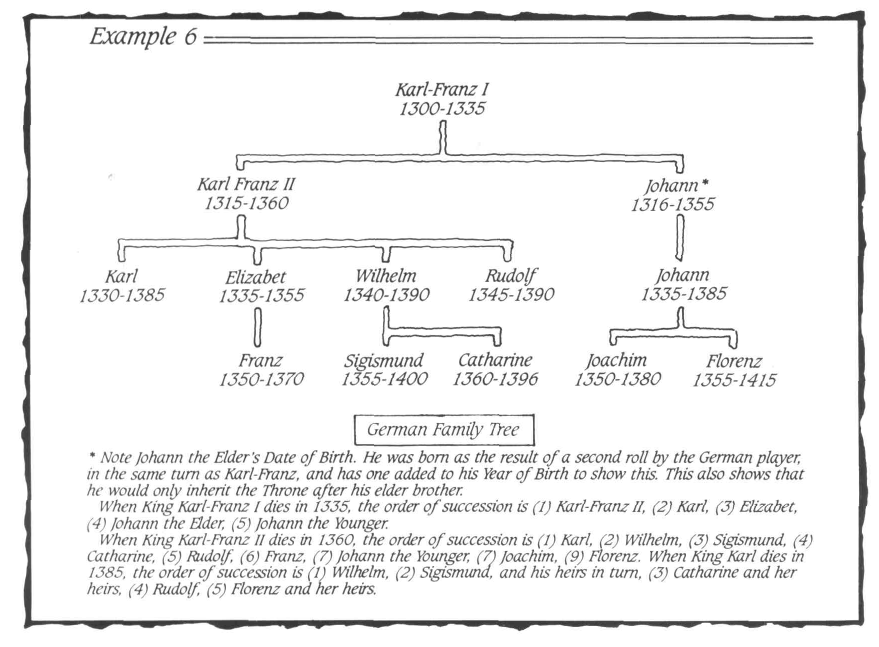 Example 6
Karl-Franz I
1300-1335
Karl Franz II
1315-1360
Johann *
1316-1355
Karl
1330-1385
Elizabet
1335-1355
Wilhelm
1340-1390
Rudolf
1345-1390
Johann
1335-1385
Franz
1350-1370
Sigismund
1355-1400
Catharine
1360-1396
Joachim
1350-1380
Florenz
1355-1415
German Family Tree
* Note Johann the Elder's Date of Birth. He was born as the result of a second roll by the German player,
in the same turn as Karl-Franz, and has one added to his Year of Birth to show this. This also shows that
he would only inherit the Throne after his elder brother.
When King Karl-Franz I dies in 1335, the order of succession is (1) Karl-Franz II, (2) Karl, (3) Elizabet,
(4) Johann the Elder, (5) Johann the Younger.
When King Karl-Franz II dies in 1360, the order of succession is (1) Karl, (2) Wilhelm, (3) Sigismund, (4)
Catharine, (5) Rudolf, (6) Franz, (7) Johann the Younger, (7) Joachim, (9) Florenz. When King Karl dies in
1385, the order of succession is (1) Wilhelm, (2) Sigismund, and his heirs in turn, (3) Catharine and her
heirs, (4) Rudolf, (5) Florenz and her heirs.